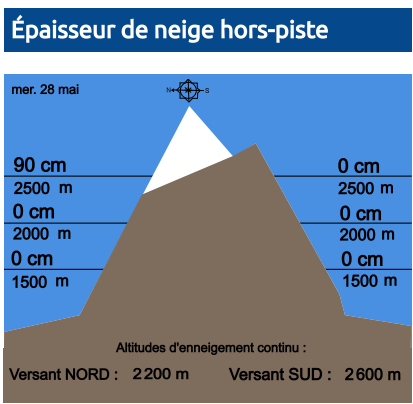 Épaisseur de neige hors-piste
mer. 28 mai
N S
90 cm 0 cm
2500 m 2500 m
0 cm 0 cm
2000 m 2000 m
0 cm 0 cm
1500 m 1500 m
Altitudes d'enneigement continu :
Versant NORD : 2200 m Versant SUD : 2600 m